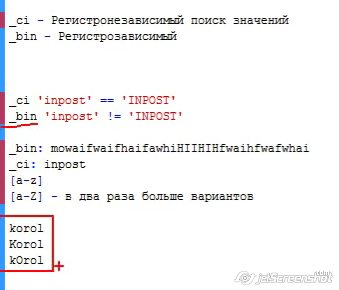 _ci - Регистронезависимый поиск значений
_bin - Регистрозависимый
_ci 'inpost' == 'INPOST'
_bin 'inpost' != 'INPOST'
_bin: mowaifwaifhaifawhiHIIHIHfwaihfwafwhai
_ci: inpost
[a-z]
[a-Z] - в два раза больше вариантов
korol
Korol
kOrol
jetScreenshot